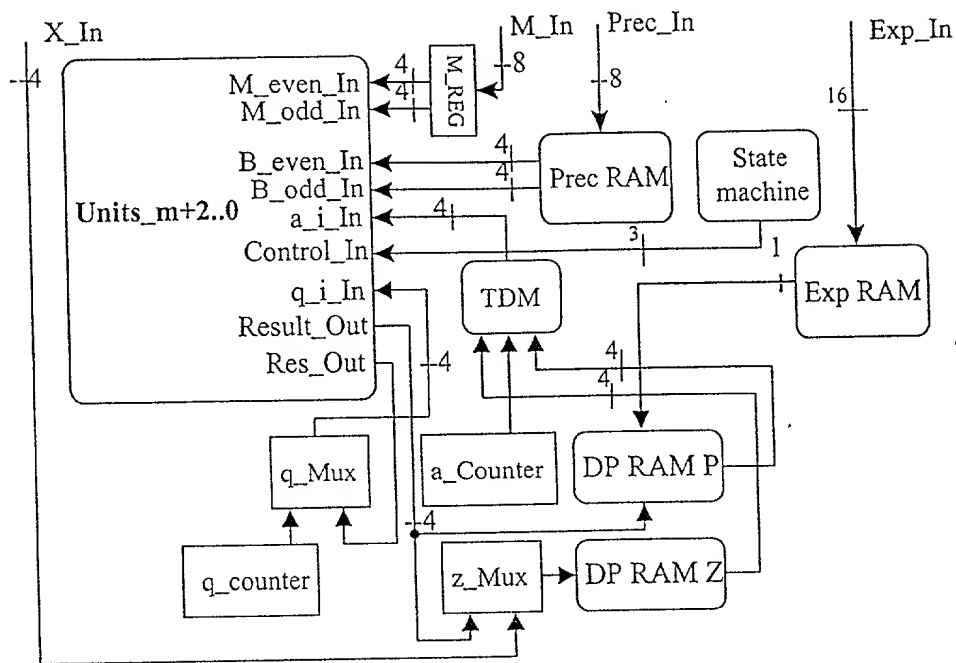 X_In
M_In
Prec_In
Exp_In
4
8
8
16
M_even_In
4
M_REG
M_odd_In
4
B_even_In
4
Prec RAM
State
machine
B_odd_In
4
Units_m+2..0
a_i_In
4
Control_In
3
1
q_i_In
TDM
Exp RAM
Result_Out
Res_Out
4
4
4
q_Mux
a_Counter
DP RAM P
4
q_counter
z_Mux
DP RAM Z